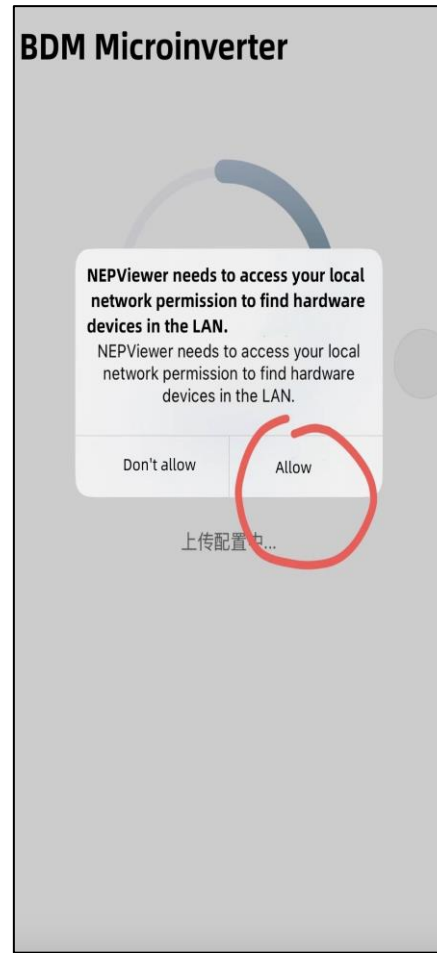 BDM Microinverter
NEPViewer needs to access your local
network permission to find hardware
devices in the LAN.
NEPViewer needs to access your local
network permission to find hardware
devices in the LAN.
Don't allow
Allow
上传配置中...